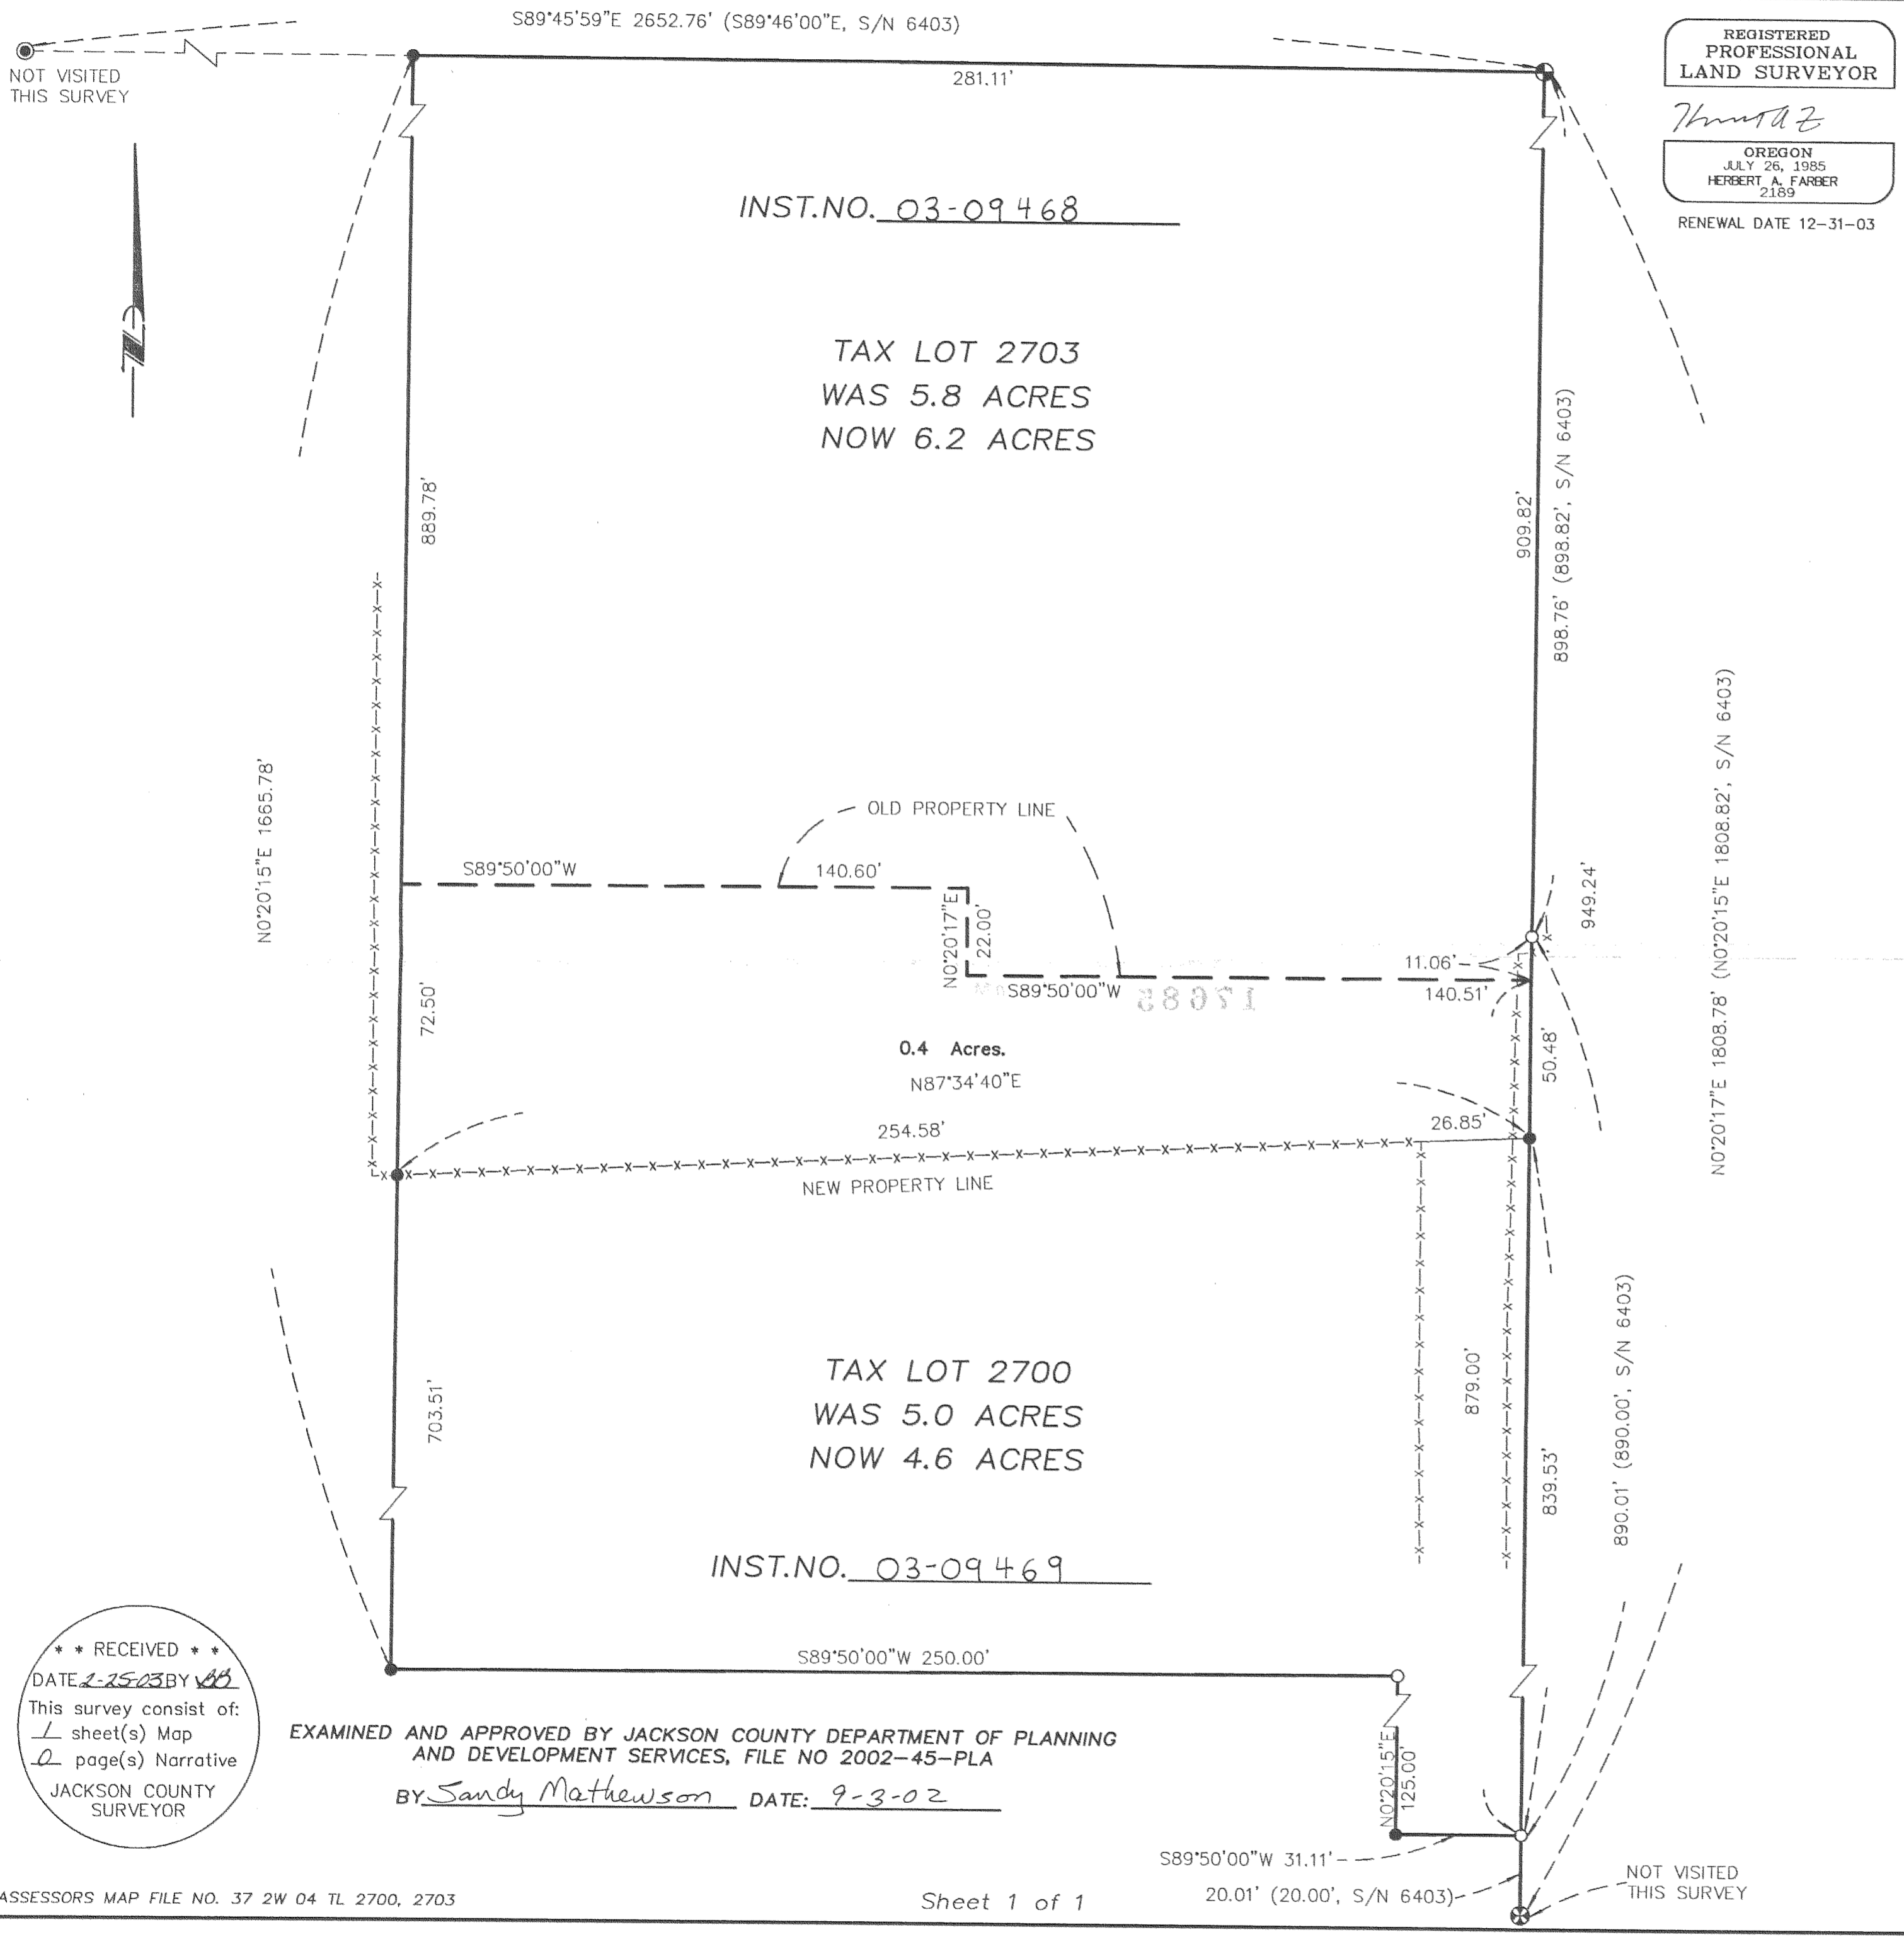 S89°45'59"E 2652.76' (S89°46'00"E, S/N 6403)
NOT VISITED
THIS SURVEY
281.11'
REGISTERED
PROFESSIONAL
LAND SURVEYOR
OREGON
JULY 26, 1985
HERBERT A. FARBER
2189
RENEWAL DATE 12-31-03
INST.NO. 03-09468
TAX LOT 2703
WAS 5.8 ACRES
NOW 6.2 ACRES
889.78'
909.82'
898.76' (898.82', S/N 6403)
N0°20'15"E 1665.78'
N0°20'17"E 1808.78' (N0°20'15"E 1808.82', S/N 6403)
OLD PROPERTY LINE
S89°50'00"W
140.60'
N0°20'17"E
22.00'
949.24'
11.06'
S89°50'00"W
140.51'
17685
72.50'
50.48'
0.4 Acres.
N87°34'40"E
254.58'
26.85'
NEW PROPERTY LINE
TAX LOT 2700
WAS 5.0 ACRES
NOW 4.6 ACRES
703.51'
879.00'
839.53'
890.01' (890.00', S/N 6403)
INST.NO. 03-09469
S89°50'00"W 250.00'
* * RECEIVED * *
DATE 2-25-03 BY BB
This survey consist of:
1 sheet(s) Map
0 page(s) Narrative
JACKSON COUNTY
SURVEYOR
EXAMINED AND APPROVED BY JACKSON COUNTY DEPARTMENT OF PLANNING
AND DEVELOPMENT SERVICES, FILE NO 2002-45-PLA
BY Sandy Mathewson DATE: 9-3-02
N0°20'15"E
125.00'
S89°50'00"W 31.11'
20.01' (20.00', S/N 6403)
NOT VISITED
THIS SURVEY
ASSESSORS MAP FILE NO. 37 2W 04 TL 2700, 2703
Sheet 1 of 1